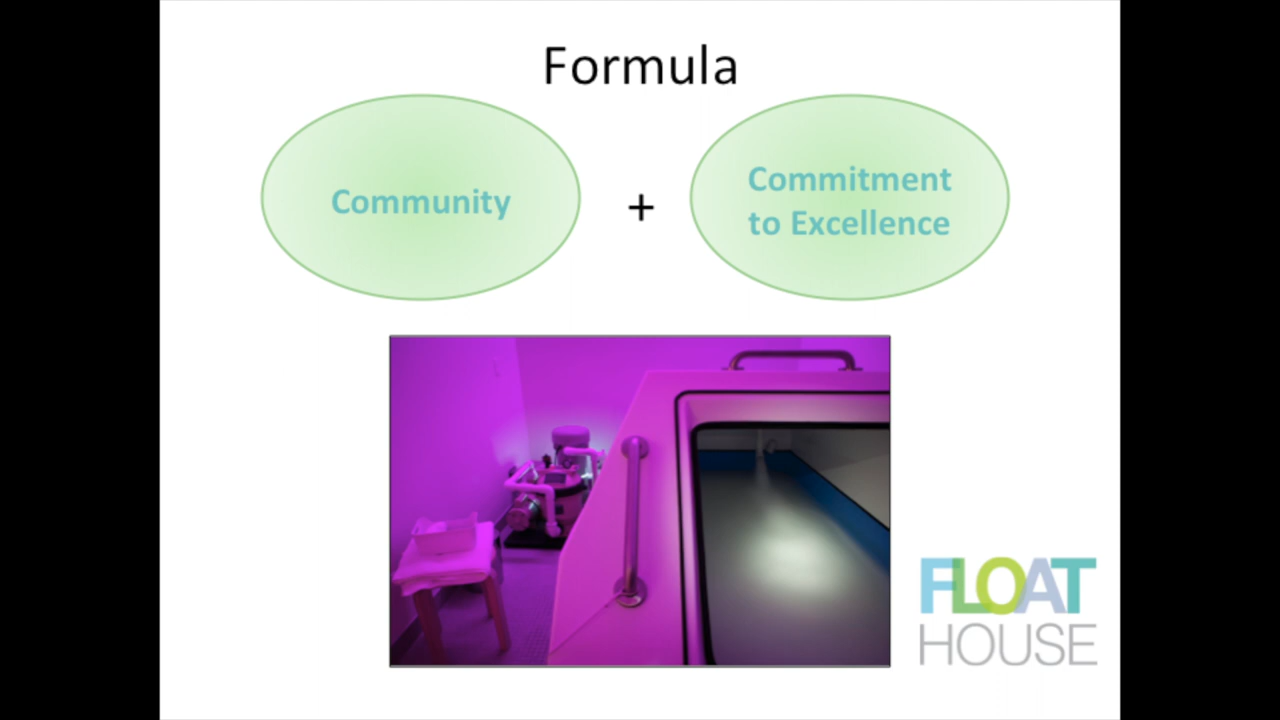 Formula
Community
+
Commitment
to Excellence
FLOAT
HOUSE